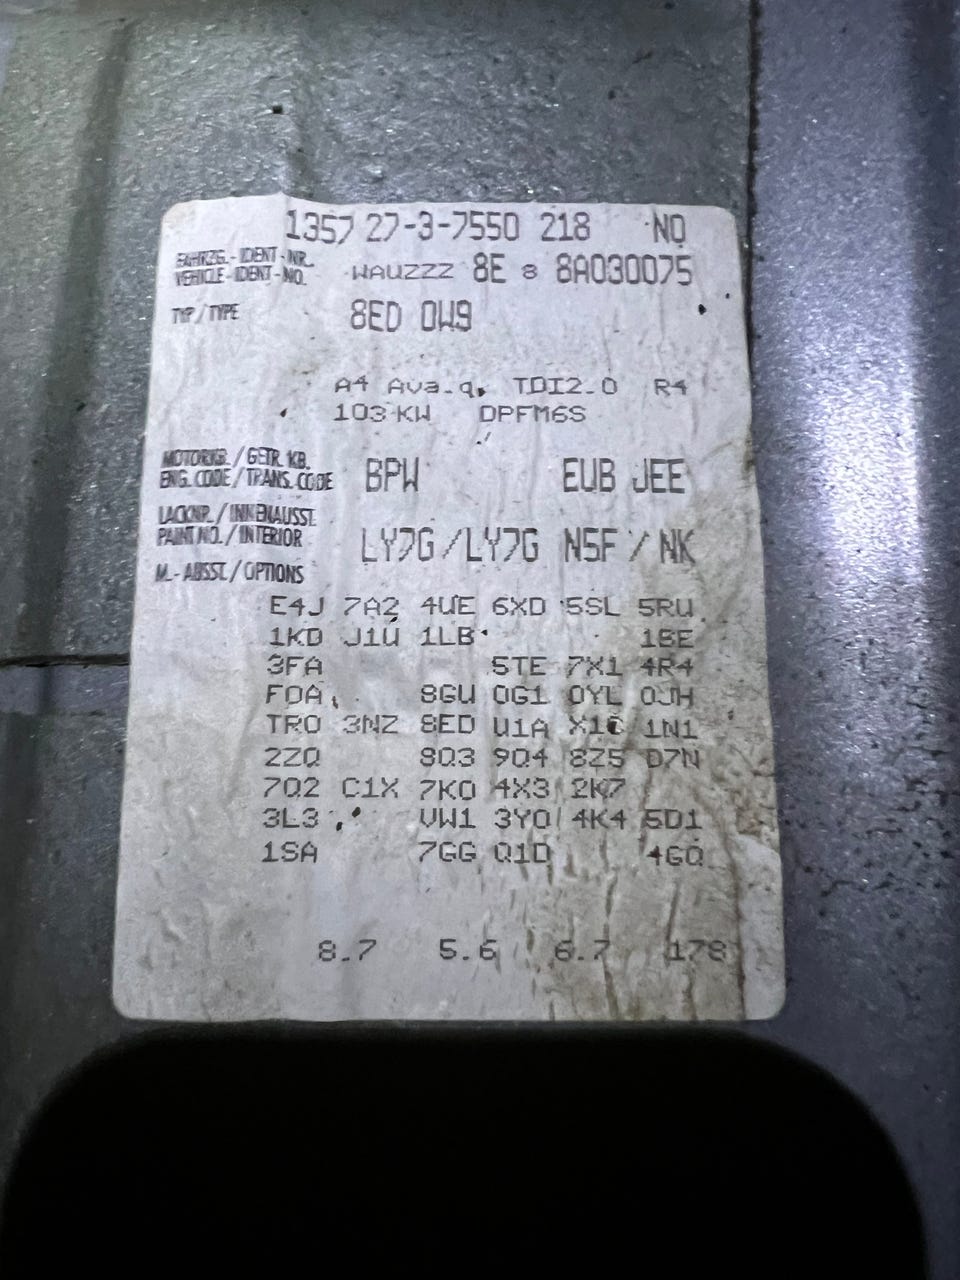 1357 27-3-7550 218 NQ
FAHRZG.-IDENT-NR.
VEHICLE-IDENT-NO. WAUZZZ 8E 8 8A030075
TYP/TYPE 8ED 0W9
A4 Ava.q. TDI2.0 R4
103 KW DPFM6S
MOTORKB./GETR.KB.
ENG.CODE/TRANS.CODE BPW EUB JEE
LACKNR./INNENAUSST.
PAINT NO./INTERIOR LY7G/LY7G N5F / NK
M.-AUSST./OPTIONS
E4J 7A2 4UE 6XD 5SL 5RU
1KD J1U 1LB 1BE
3FA 5TE 7X1 4R4
F0A 8GU 0G1 0YL 0JH
TR0 3NZ 8ED U1A 1N1
2ZQ 8Q3 9Q4 8Z5 D7N
7Q2 C1X 7K0 4X3 2K7
3L3 VW1 3Y0 4K4 5D1
1SA 7GG Q1D 4GQ
8.7 5.6 6.7 178